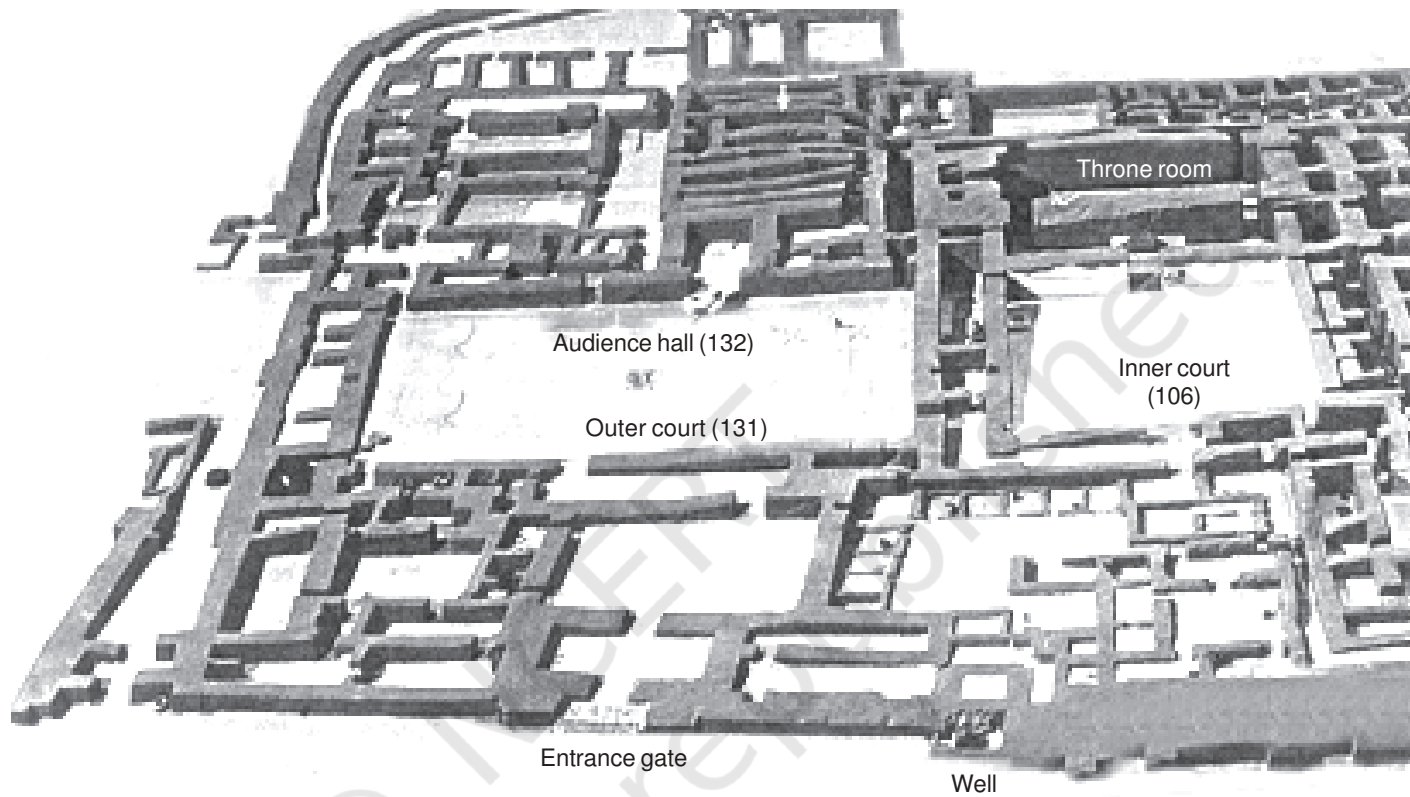 Throne room
Audience hall (132)
Inner court
(106)
Outer court (131)
Entrance gate
Well